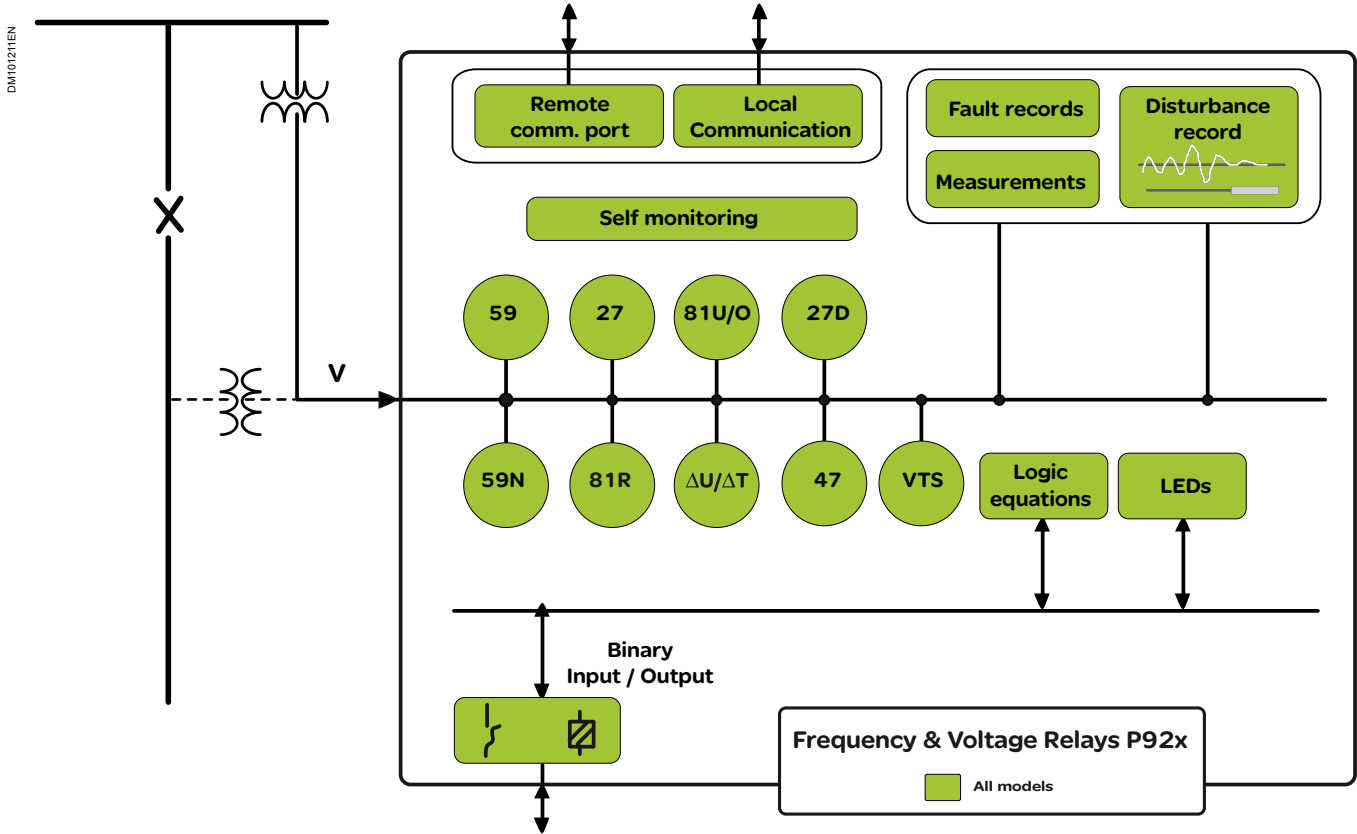 DM101211EN
Remote
comm. port
Local
Communication
Fault records
Measurements
Disturbance
record
Self monitoring
59
27
81U/O
27D
V
59N
81R
ΔU/ΔT
47
VTS
Logic
equations
LEDs
Binary
Input / Output
Frequency & Voltage Relays P92x
All models